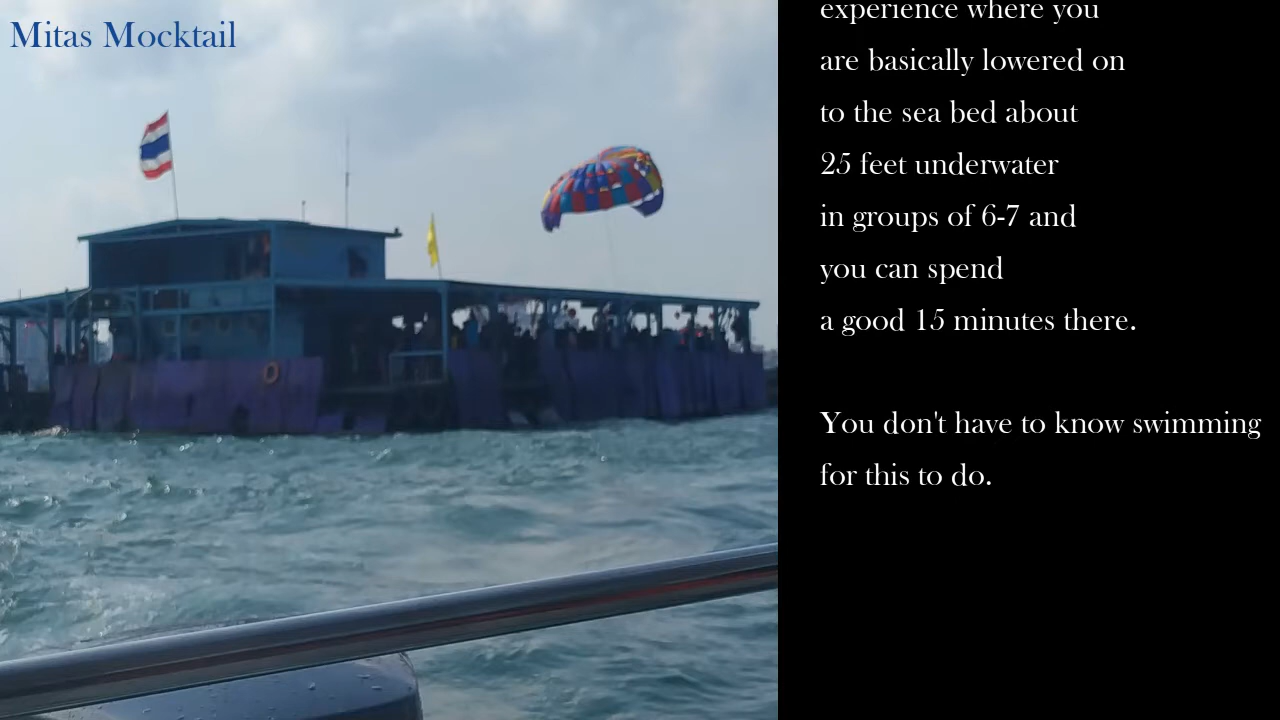 Mitas Mocktail
experience where you
are basically lowered on
to the sea bed about
25 feet underwater
in groups of 6-7 and
you can spend
a good 15 minutes there.
You don't have to know swimming
for this to do.